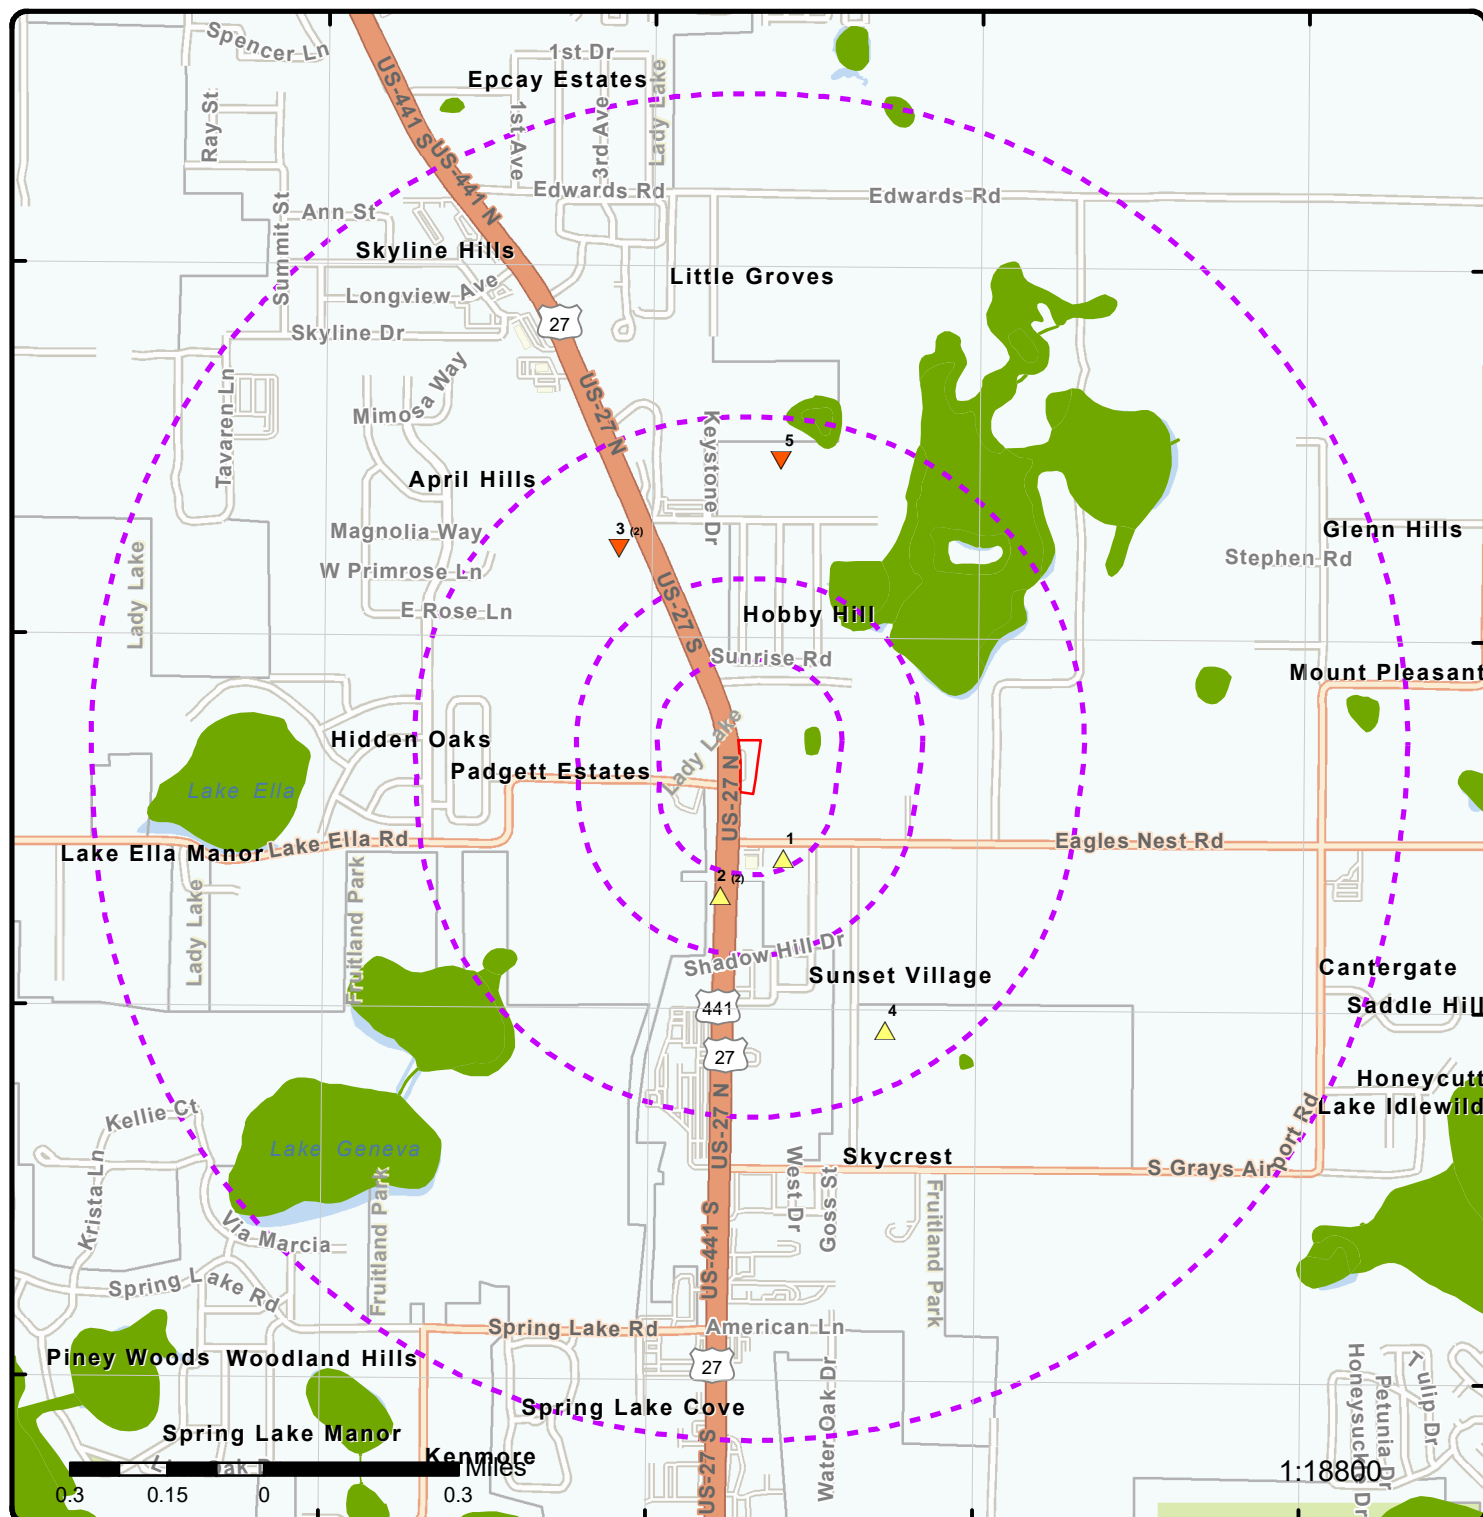 Spencer Ln
1st Dr
Epcay Estates
US-441 S
Ray St
1st Ave
3rd Ave
Lady Lake
US-441 N
Edwards Rd
Edwards Rd
Summit St
Ann St
Skyline Hills
Little Groves
Longview Ave
27
Skyline Dr
Mimosa Way
Tavaren Ln
US-27 N
Keystone Dr
5
April Hills
3 (2)
Magnolia Way
Glenn Hills
Stephen Rd
Lady Lake
W Primrose Ln
E Rose Ln
US-27 S
Hobby Hill
Sunrise Rd
Mount Pleasant
Lady Lake
Hidden Oaks
Padgett Estates
Lake Ella
US-27 N
1
Eagles Nest Rd
Lake Ella Manor
Lake Ella Rd
2 (2)
Lady Lake
Fruitland Park
Shadow Hill Dr
Sunset Village
Cantergate
441
4
Saddle Hill
27
Honeycutt
Lake Idlewild
Kellie Ct
US-27 N
Lake Geneva
Skycrest
S Grays Airport Rd
Krista Ln
West Dr
Goss St
Fruitland Park
Fruitland Park
Via Marcia
US-441 S
Spring Lake Rd
Spring Lake Rd
American Ln
Piney Woods
Woodland Hills
27
Water Oak Dr
Honeysuckle Dr
Petunia Dr
Tulip Dr
Spring Lake Cove
Spring Lake Manor
Kenmore
US-27 S
Miles
1:18800
0.3
0.15
0
0.3